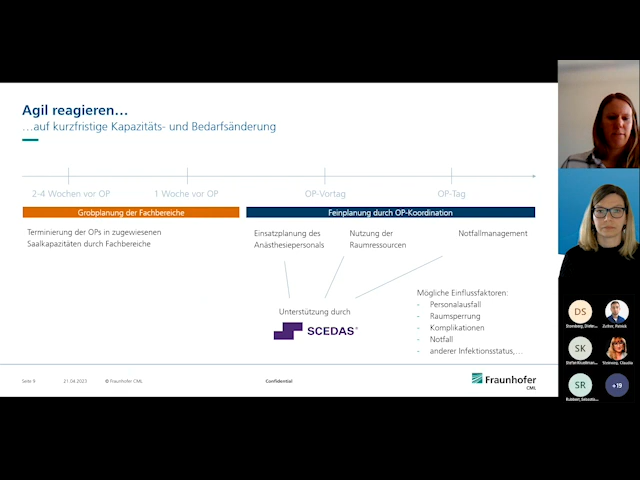 Agil reagieren…
…auf kurzfristige Kapazitäts- und Bedarfsänderung
2-4 Wochen vor OP
1 Woche vor OP
OP-Vortag
OP-Tag
Grobplanung der Fachbereiche
Feinplanung durch OP-Koordination
Terminierung der OPs in zugewiesenen
Saalkapazitäten durch Fachbereiche
Einsatzplanung des
Anästhesiepersonals
Nutzung der
Raumressourcen
Notfallmanagement
Unterstützung durch
SCEDAS™
Mögliche Einflussfaktoren:
- Personalausfall
- Raumsperrung
- Komplikationen
- Notfall
- anderer Infektionsstatus,…
Seite 9
21.04.2023
© Fraunhofer CML
Confidential
Fraunhofer
CML
DS
SK
SR
+19